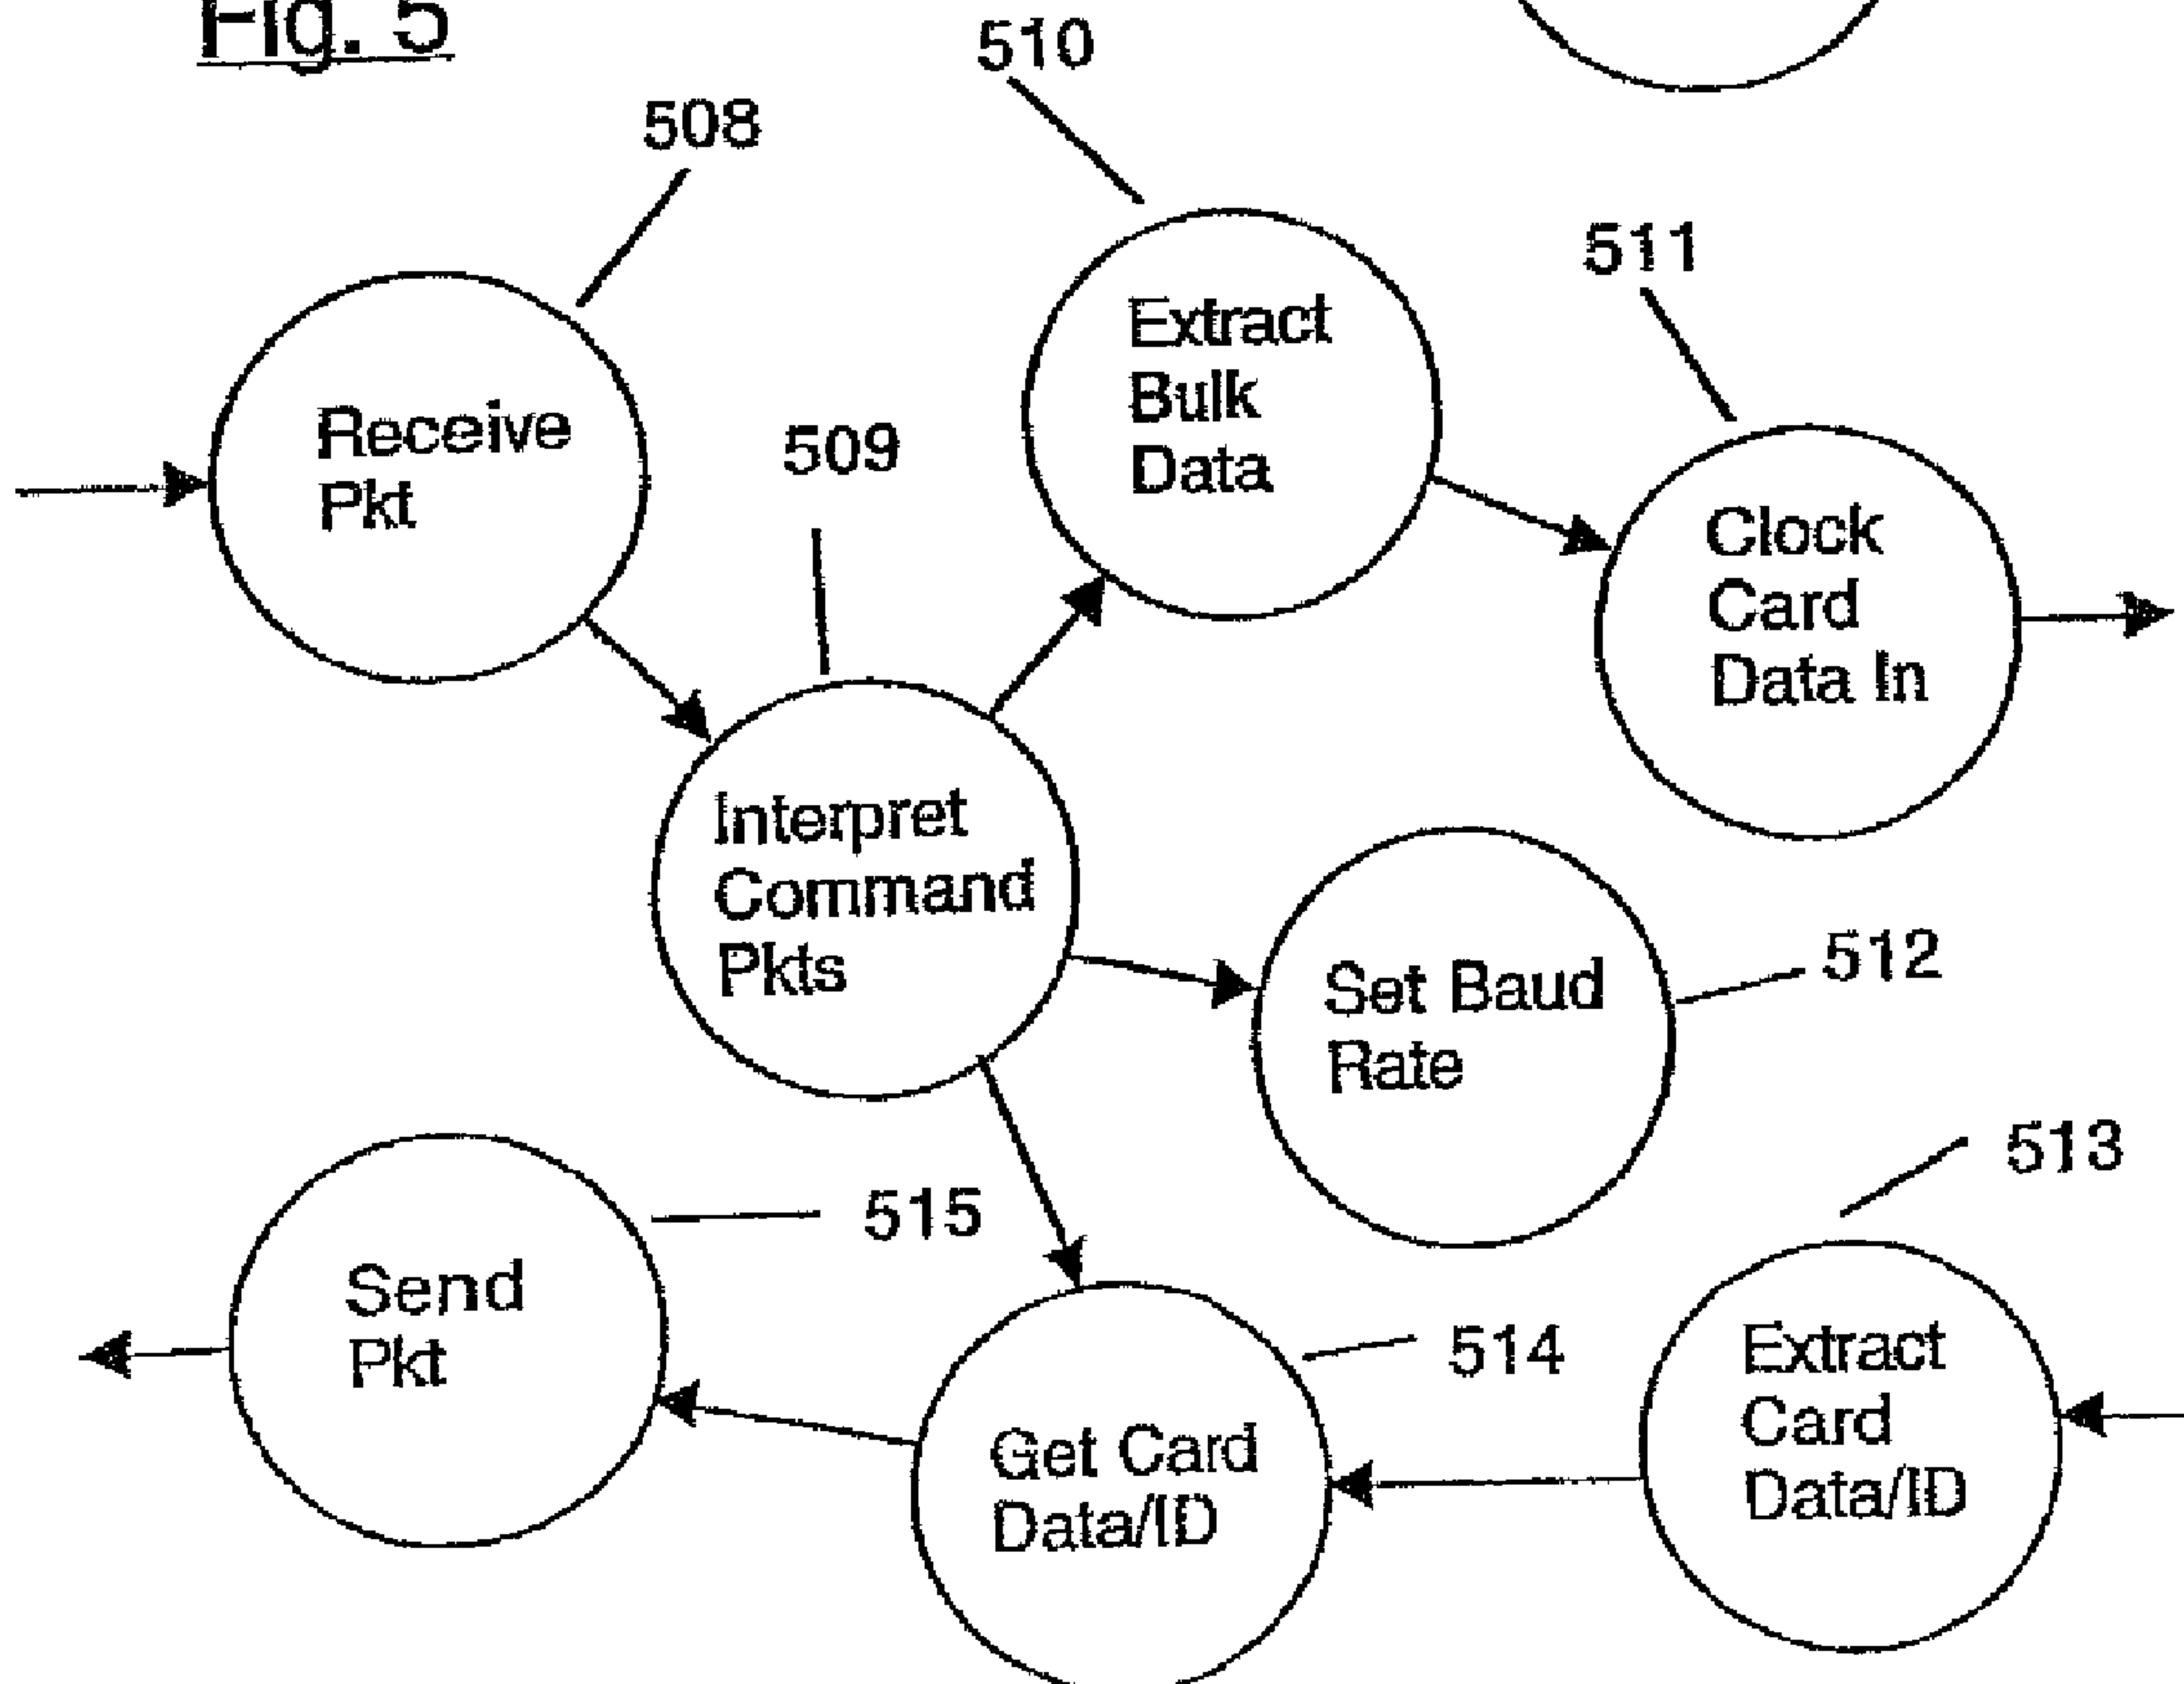 Fig. 5
510
508
511
Extract
Bulk
Data
Receive
Pkt
509
Clock
Card
Data In
Interpret
Command
Pkts
512
Set Baud
Rate
513
515
Send
Pkt
514
Extract
Card
Data/ID
Get Card
Data/ID